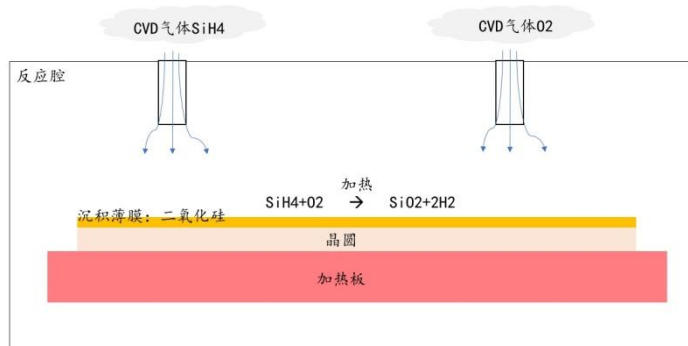 CVD气体SiH4
CVD气体O2
反应腔
加热
SiH4+O2 → SiO2+2H2
沉积薄膜：二氧化硅
晶圆
加热板